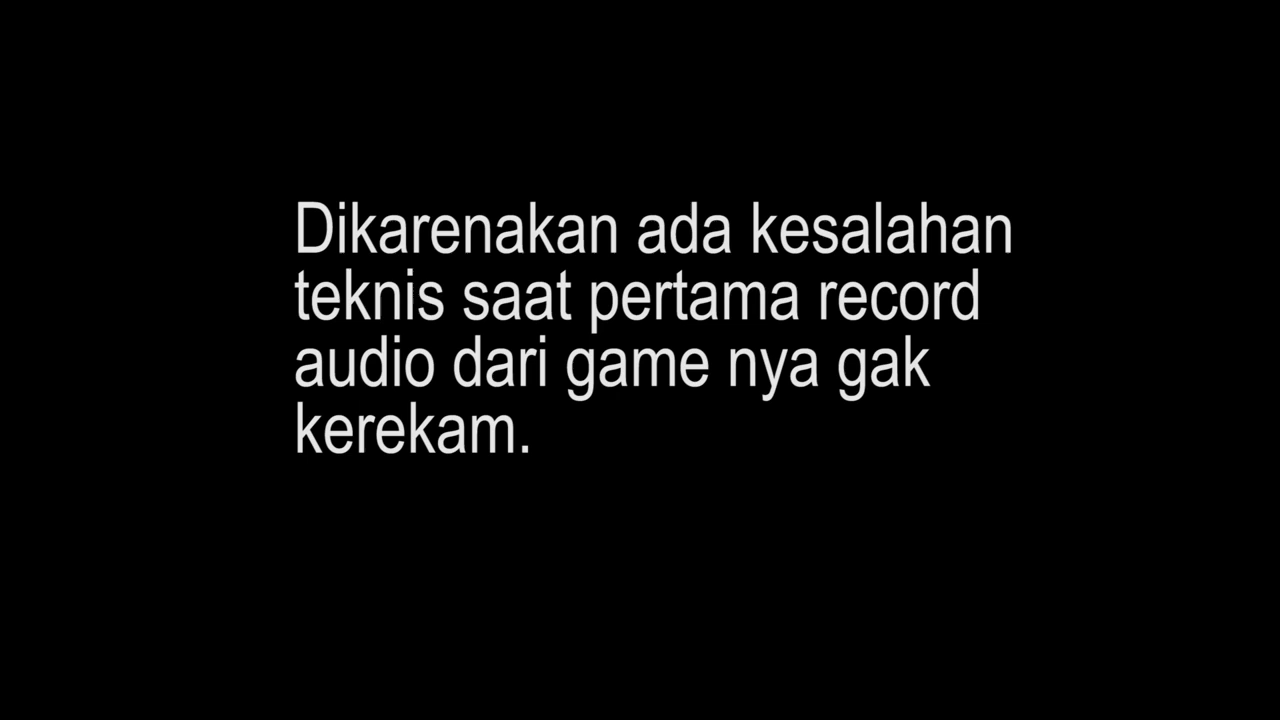 Dikarenakan ada kesalahan
teknis saat pertama record
audio dari game nya gak
kerekam.